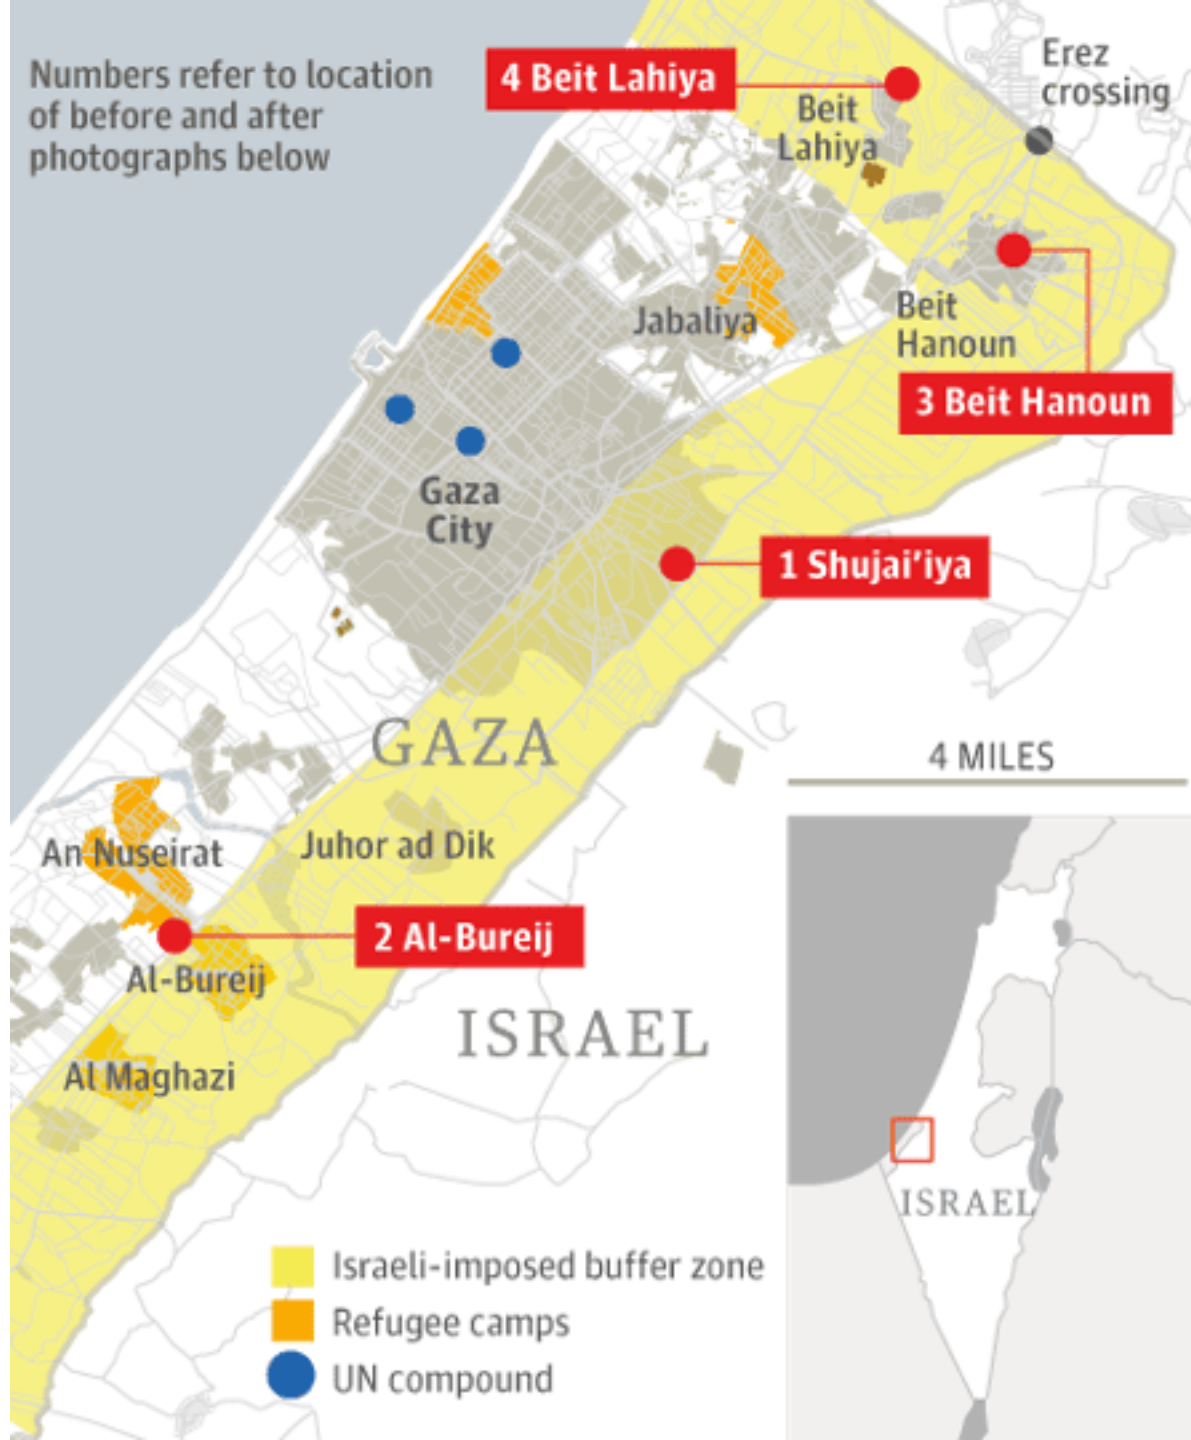 Numbers refer to location
of before and after
photographs below
4 Beit Lahiya
Erez
crossing
Beit
Lahiya
Jabaliya
Beit
Hanoun
3 Beit Hanoun
Gaza
City
1 Shujai'iya
GAZA
4 MILES
An Nuseirat
Juhor ad Dik
2 Al-Bureij
Al-Bureij
ISRAEL
Al Maghazi
ISRAEL
Israeli-imposed buffer zone
Refugee camps
UN compound